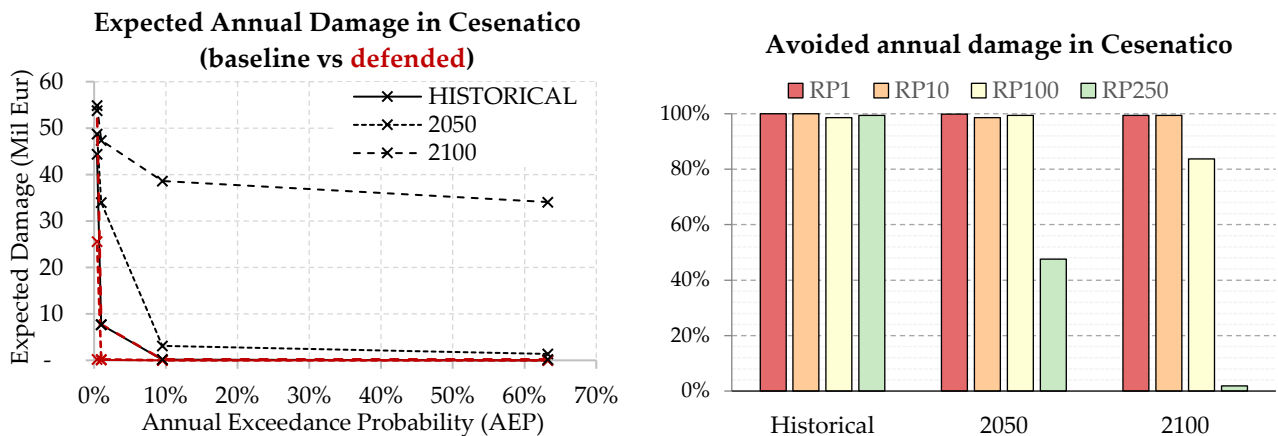 Expected Annual Damage in Cesenatico
(baseline vs defended)
Expected Damage (Mil Eur)
60
50
40
30
20
10
-
HISTORICAL
2050
2100
0% 10% 20% 30% 40% 50% 60% 70%
Annual Exceedance Probability (AEP)
Avoided annual damage in Cesenatico
RP1 RP10 RP100 RP250
100%
80%
60%
40%
20%
0%
Historical 2050 2100